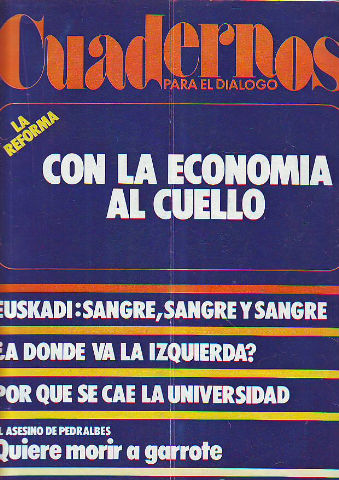 Cuadernos
PARA EL DIALOGO
LA
REFORMA
CON LA ECONOMIA
AL CUELLO
EUSKADI: SANGRE, SANGRE Y SANGRE
¿A DONDE VA LA IZQUIERDA?
POR QUE SE CAE LA UNIVERSIDAD
EL ASESINO DE PEDRALBES
Quiere morir a garrote